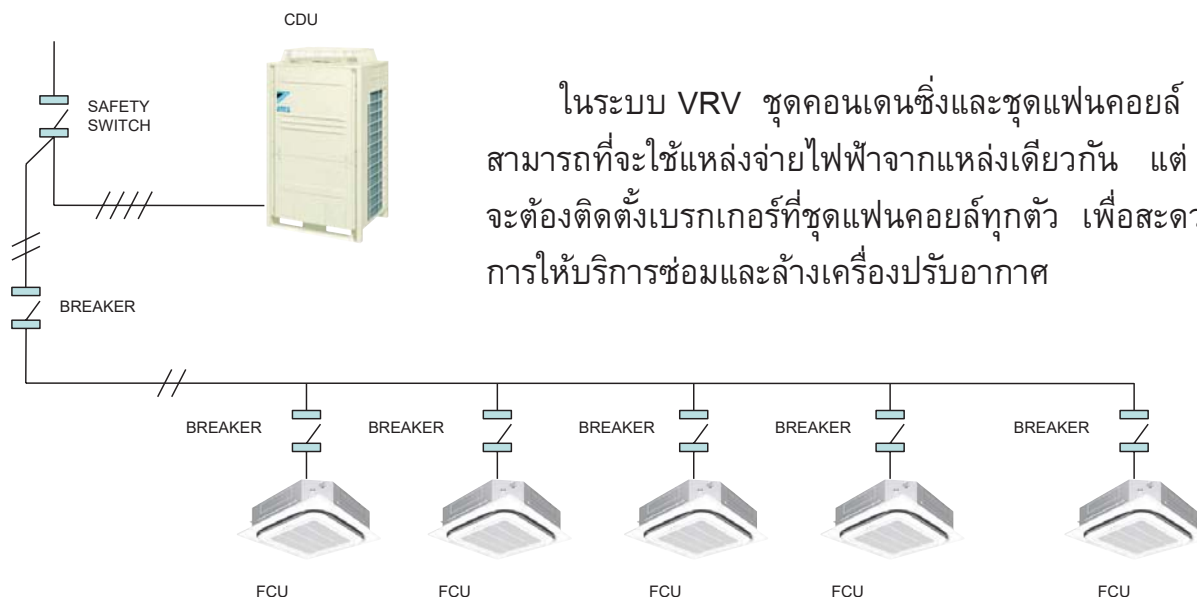 CDU
SAFETY
SWITCH
ในระบบ VRV ชุดคอนเดนซิ่งและชุดแฟนคอยล์
สามารถที่จะใช้แหล่งจ่ายไฟฟ้าจากแหล่งเดียวกัน แต่
จะต้องติดตั้งเบรกเกอร์ที่ชุดแฟนคอยล์ทุกตัว เพื่อ
การให้บริการซ่อมและล้างเครื่องปรับอากาศ
BREAKER
BREAKER BREAKER BREAKER BREAKER BREAKER
FCU FCU FCU FCU FCU